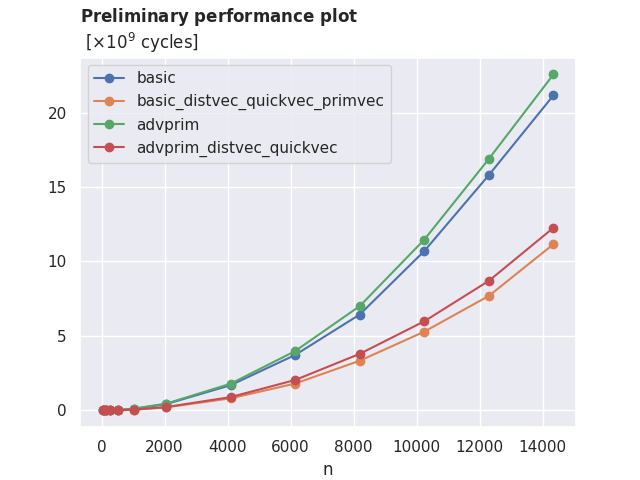 Preliminary performance plot
[×10⁹ cycles]
basic
basic_distvec_quickvec_primvec
advprim
advprim_distvec_quickvec
20
15
10
5
0
0 2000 4000 6000 8000 10000 12000 14000
n